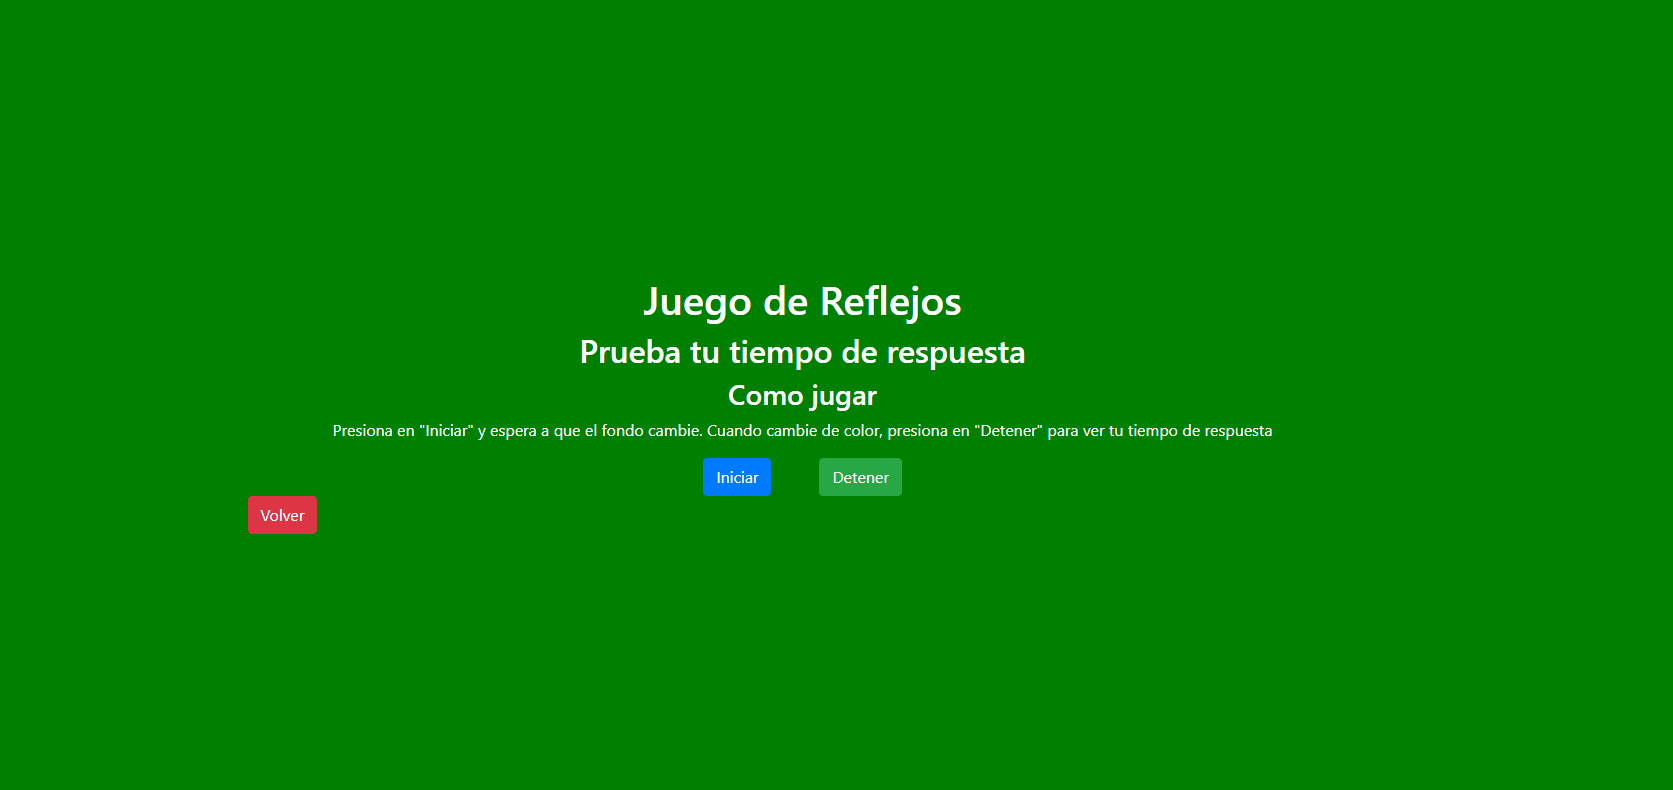 Juego de Reflejos
Prueba tu tiempo de respuesta
Como jugar
Presiona en "Iniciar" y espera a que el fondo cambie. Cuando cambie de color, presiona en "Detener" para ver tu tiempo de respuesta
Iniciar Detener
Volver